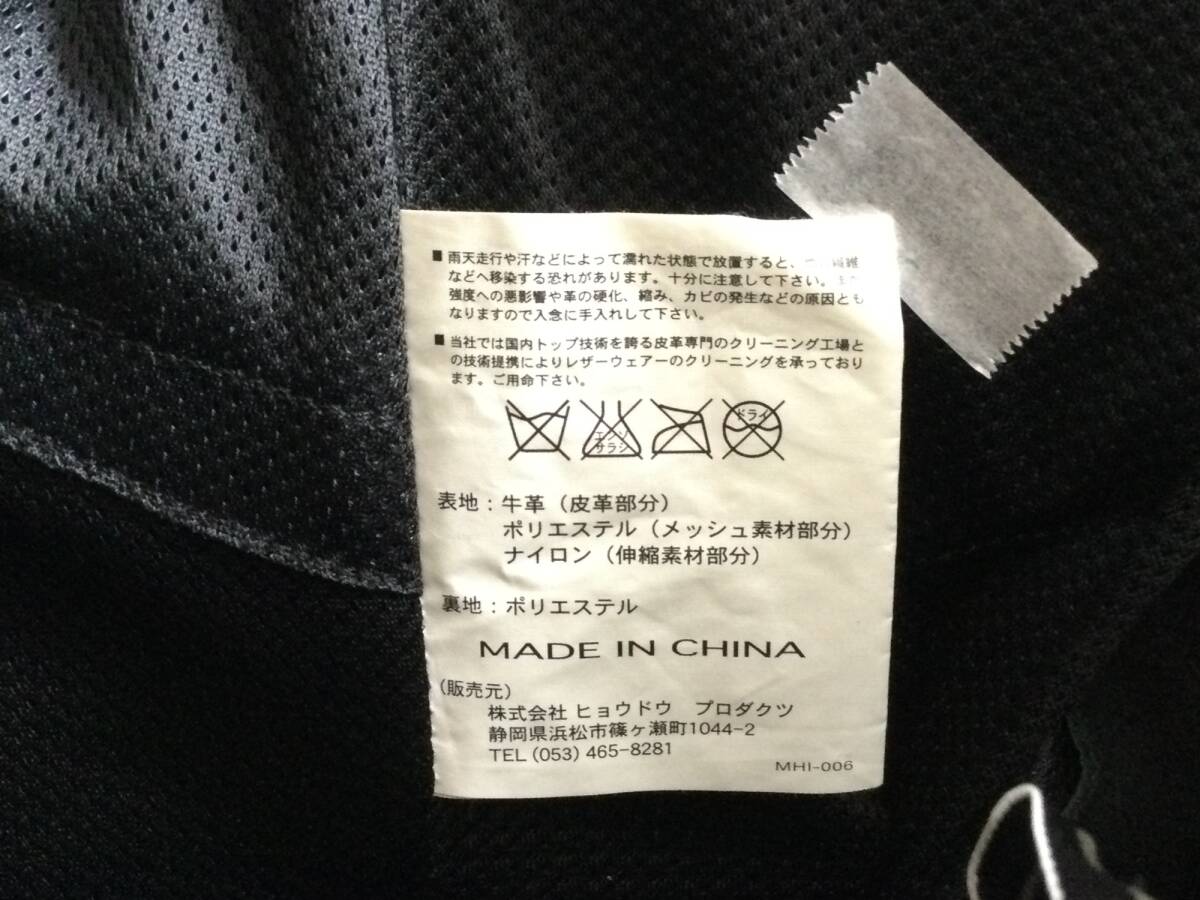 ■ 雨天走行や汗などによって濡れた状態で放置すると、繊維
などへ移染する恐れがあります。十分に注意して下さい。
強度への悪影響や革の硬化、縮み、カビの発生などの原因とも
なりますので入念に手入れして下さい。
■ 当社では国内トップ技術を誇る皮革専門のクリーニング工場と
の技術提携によりレザーウェアーのクリーニングを承っており
ます。ご用命下さい。
エンソ
サラシ
ドライ
表地：牛革（皮革部分）
ポリエステル（メッシュ素材部分）
ナイロン（伸縮素材部分）
裏地：ポリエステル
MADE IN CHINA
（販売元）
株式会社 ヒョウドウ プロダクツ
静岡県浜松市篠ヶ瀬町1044-2
TEL (053) 465-8281
MHI-006